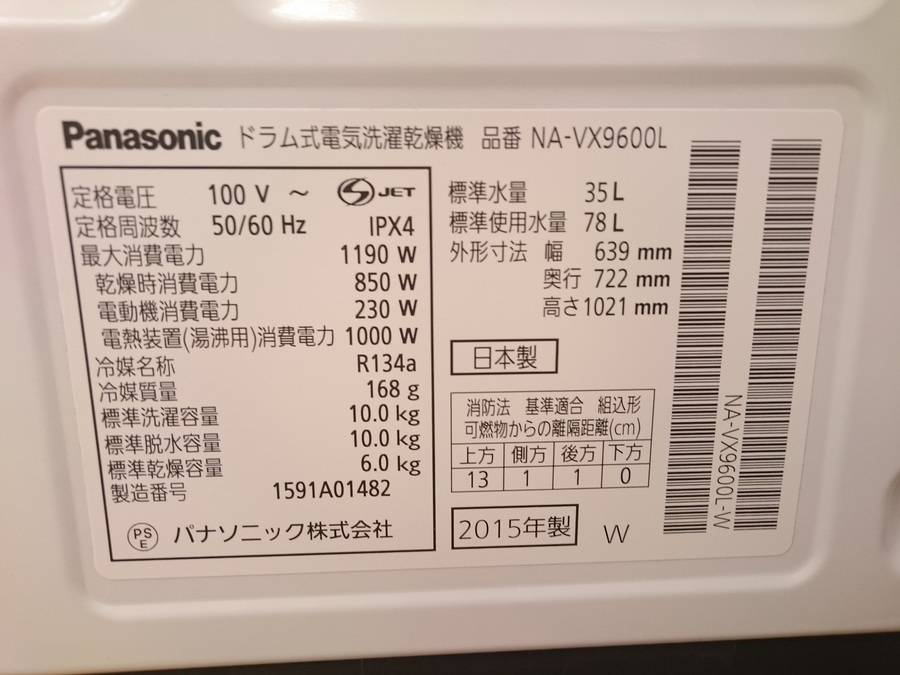 Panasonic ドラム式電気洗濯乾燥機 品番 NA-VX9600L
定格電圧 100 V ～ S JET
定格周波数 50/60 Hz IPX4
最大消費電力 1190 W
乾燥時消費電力 850 W
電動機消費電力 230 W
電熱装置(湯沸用)消費電力 1000 W
冷媒名称 R134a
冷媒質量 168 g
標準洗濯容量 10.0 kg
標準脱水容量 10.0 kg
標準乾燥容量 6.0 kg
製造番号 1591A01482
PS E パナソニック株式会社
標準水量 35 L
標準使用水量 78 L
外形寸法 幅 639 mm
奥行 722 mm
高さ 1021 mm
日本製
消防法 基準適合 組込形
可燃物からの離隔距離(cm)
上方 側方 後方 下方
13 1 1 0
2015年製 W
NA-VX9600L-W